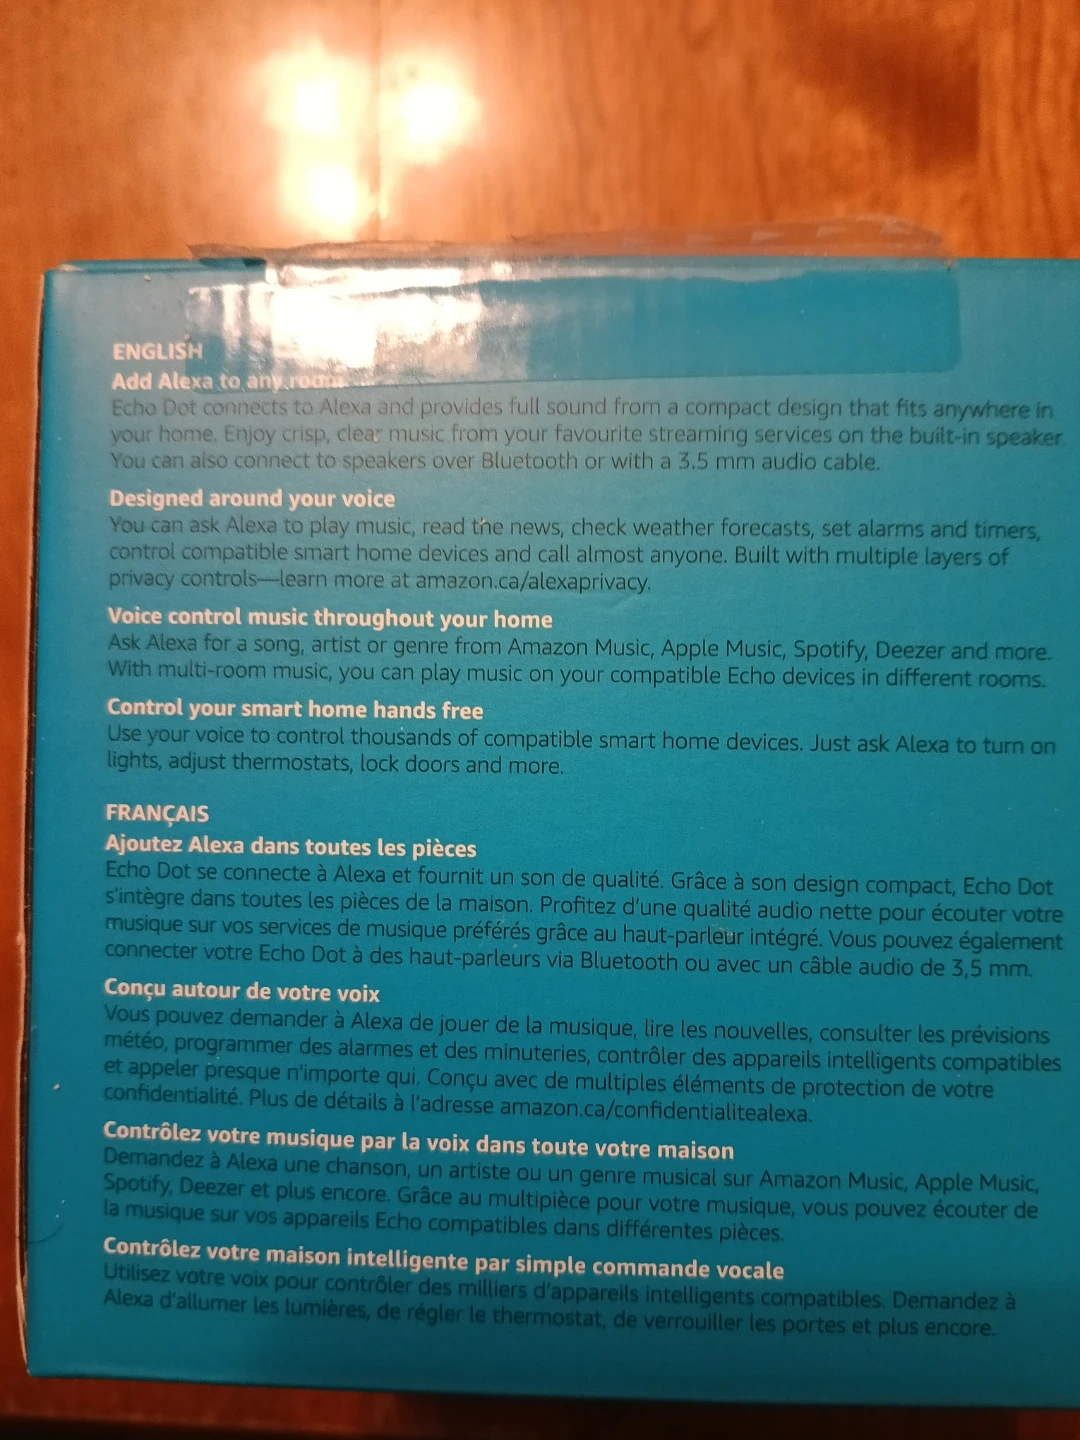 ENGLISH
Add Alexa to any room
Echo Dot connects to Alexa and provides full sound from a compact design that fits anywhere in
your home. Enjoy crisp, clear music from your favourite streaming services on the built-in speaker.
You can also connect to speakers over Bluetooth or with a 3.5 mm audio cable.
Designed around your voice
You can ask Alexa to play music, read the news, check weather forecasts, set alarms and timers,
control compatible smart home devices and call almost anyone. Built with multiple layers of
privacy controls—learn more at amazon.ca/alexaprivacy.
Voice control music throughout your home
Ask Alexa for a song, artist or genre from Amazon Music, Apple Music, Spotify, Deezer and more.
With multi-room music, you can play music on your compatible Echo devices in different rooms.
Control your smart home hands free
Use your voice to control thousands of compatible smart home devices. Just ask Alexa to turn on
lights, adjust thermostats, lock doors and more.
FRANÇAIS
Ajoutez Alexa dans toutes les pièces
Echo Dot se connecte à Alexa et fournit un son de qualité. Grâce à son design compact, Echo Dot
s'intègre dans toutes les pièces de la maison. Profitez d'une qualité audio nette pour écouter votre
musique sur vos services de musique préférés grâce au haut-parleur intégré. Vous pouvez également
connecter votre Echo Dot à des haut-parleurs via Bluetooth ou avec un câble audio de 3,5 mm.
Conçu autour de votre voix
Vous pouvez demander à Alexa de jouer de la musique, lire les nouvelles, consulter les prévisions
météo, programmer des alarmes et des minuteries, contrôler des appareils intelligents compatibles
et appeler presque n'importe qui. Conçu avec de multiples éléments de protection de votre
confidentialité. Plus de détails à l'adresse amazon.ca/confidentialitealexa.
Contrôlez votre musique par la voix dans toute votre maison
Demandez à Alexa une chanson, un artiste ou un genre musical sur Amazon Music, Apple Music,
Spotify, Deezer et plus encore. Grâce au multipièce pour votre musique, vous pouvez écouter de
la musique sur vos appareils Echo compatibles dans différentes pièces.
Contrôlez votre maison intelligente par simple commande vocale
Utilisez votre voix pour contrôler des milliers d'appareils intelligents compatibles. Demandez à
Alexa d'allumer les lumières, de régler le thermostat, de verrouiller les portes et plus encore.